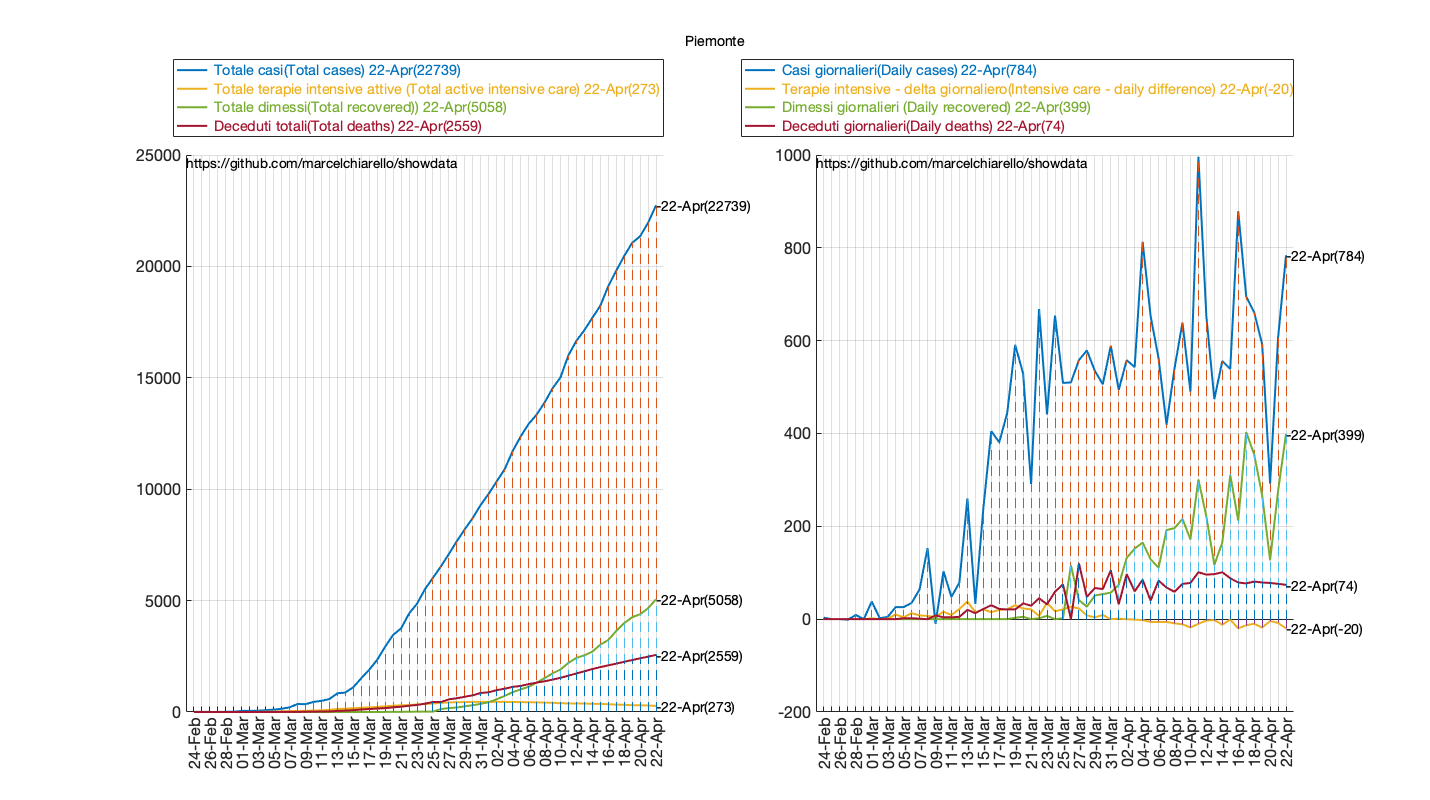 Piemonte
Totale casi(Total cases) 22-Apr(22739)
Totale terapie intensive attive (Total active intensive care) 22-Apr(273)
Totale dimessi(Total recovered)) 22-Apr(5058)
Deceduti totali(Total deaths) 22-Apr(2559)
25000
https://github.com/marcelchiarello/showdata
22-Apr(22739)
20000
15000
10000
5000
22-Apr(5058)
22-Apr(2559)
22-Apr(273)
0
24-Feb
26-Feb
28-Feb
01-Mar
03-Mar
05-Mar
07-Mar
09-Mar
11-Mar
13-Mar
15-Mar
17-Mar
19-Mar
21-Mar
23-Mar
25-Mar
27-Mar
29-Mar
31-Mar
02-Apr
04-Apr
06-Apr
08-Apr
10-Apr
12-Apr
14-Apr
16-Apr
18-Apr
20-Apr
22-Apr
Casi giornalieri(Daily cases) 22-Apr(784)
Terapie intensive - delta giornaliero(Intensive care - daily difference) 22-Apr(-20)
Dimessi giornalieri (Daily recovered) 22-Apr(399)
Deceduti giornalieri(Daily deaths) 22-Apr(74)
1000
https://github.com/marcelchiarello/showdata
800
22-Apr(784)
600
400
22-Apr(399)
200
22-Apr(74)
0
22-Apr(-20)
-200
24-Feb
26-Feb
28-Feb
01-Mar
03-Mar
05-Mar
07-Mar
09-Mar
11-Mar
13-Mar
15-Mar
17-Mar
19-Mar
21-Mar
23-Mar
25-Mar
27-Mar
29-Mar
31-Mar
02-Apr
04-Apr
06-Apr
08-Apr
10-Apr
12-Apr
14-Apr
16-Apr
18-Apr
20-Apr
22-Apr